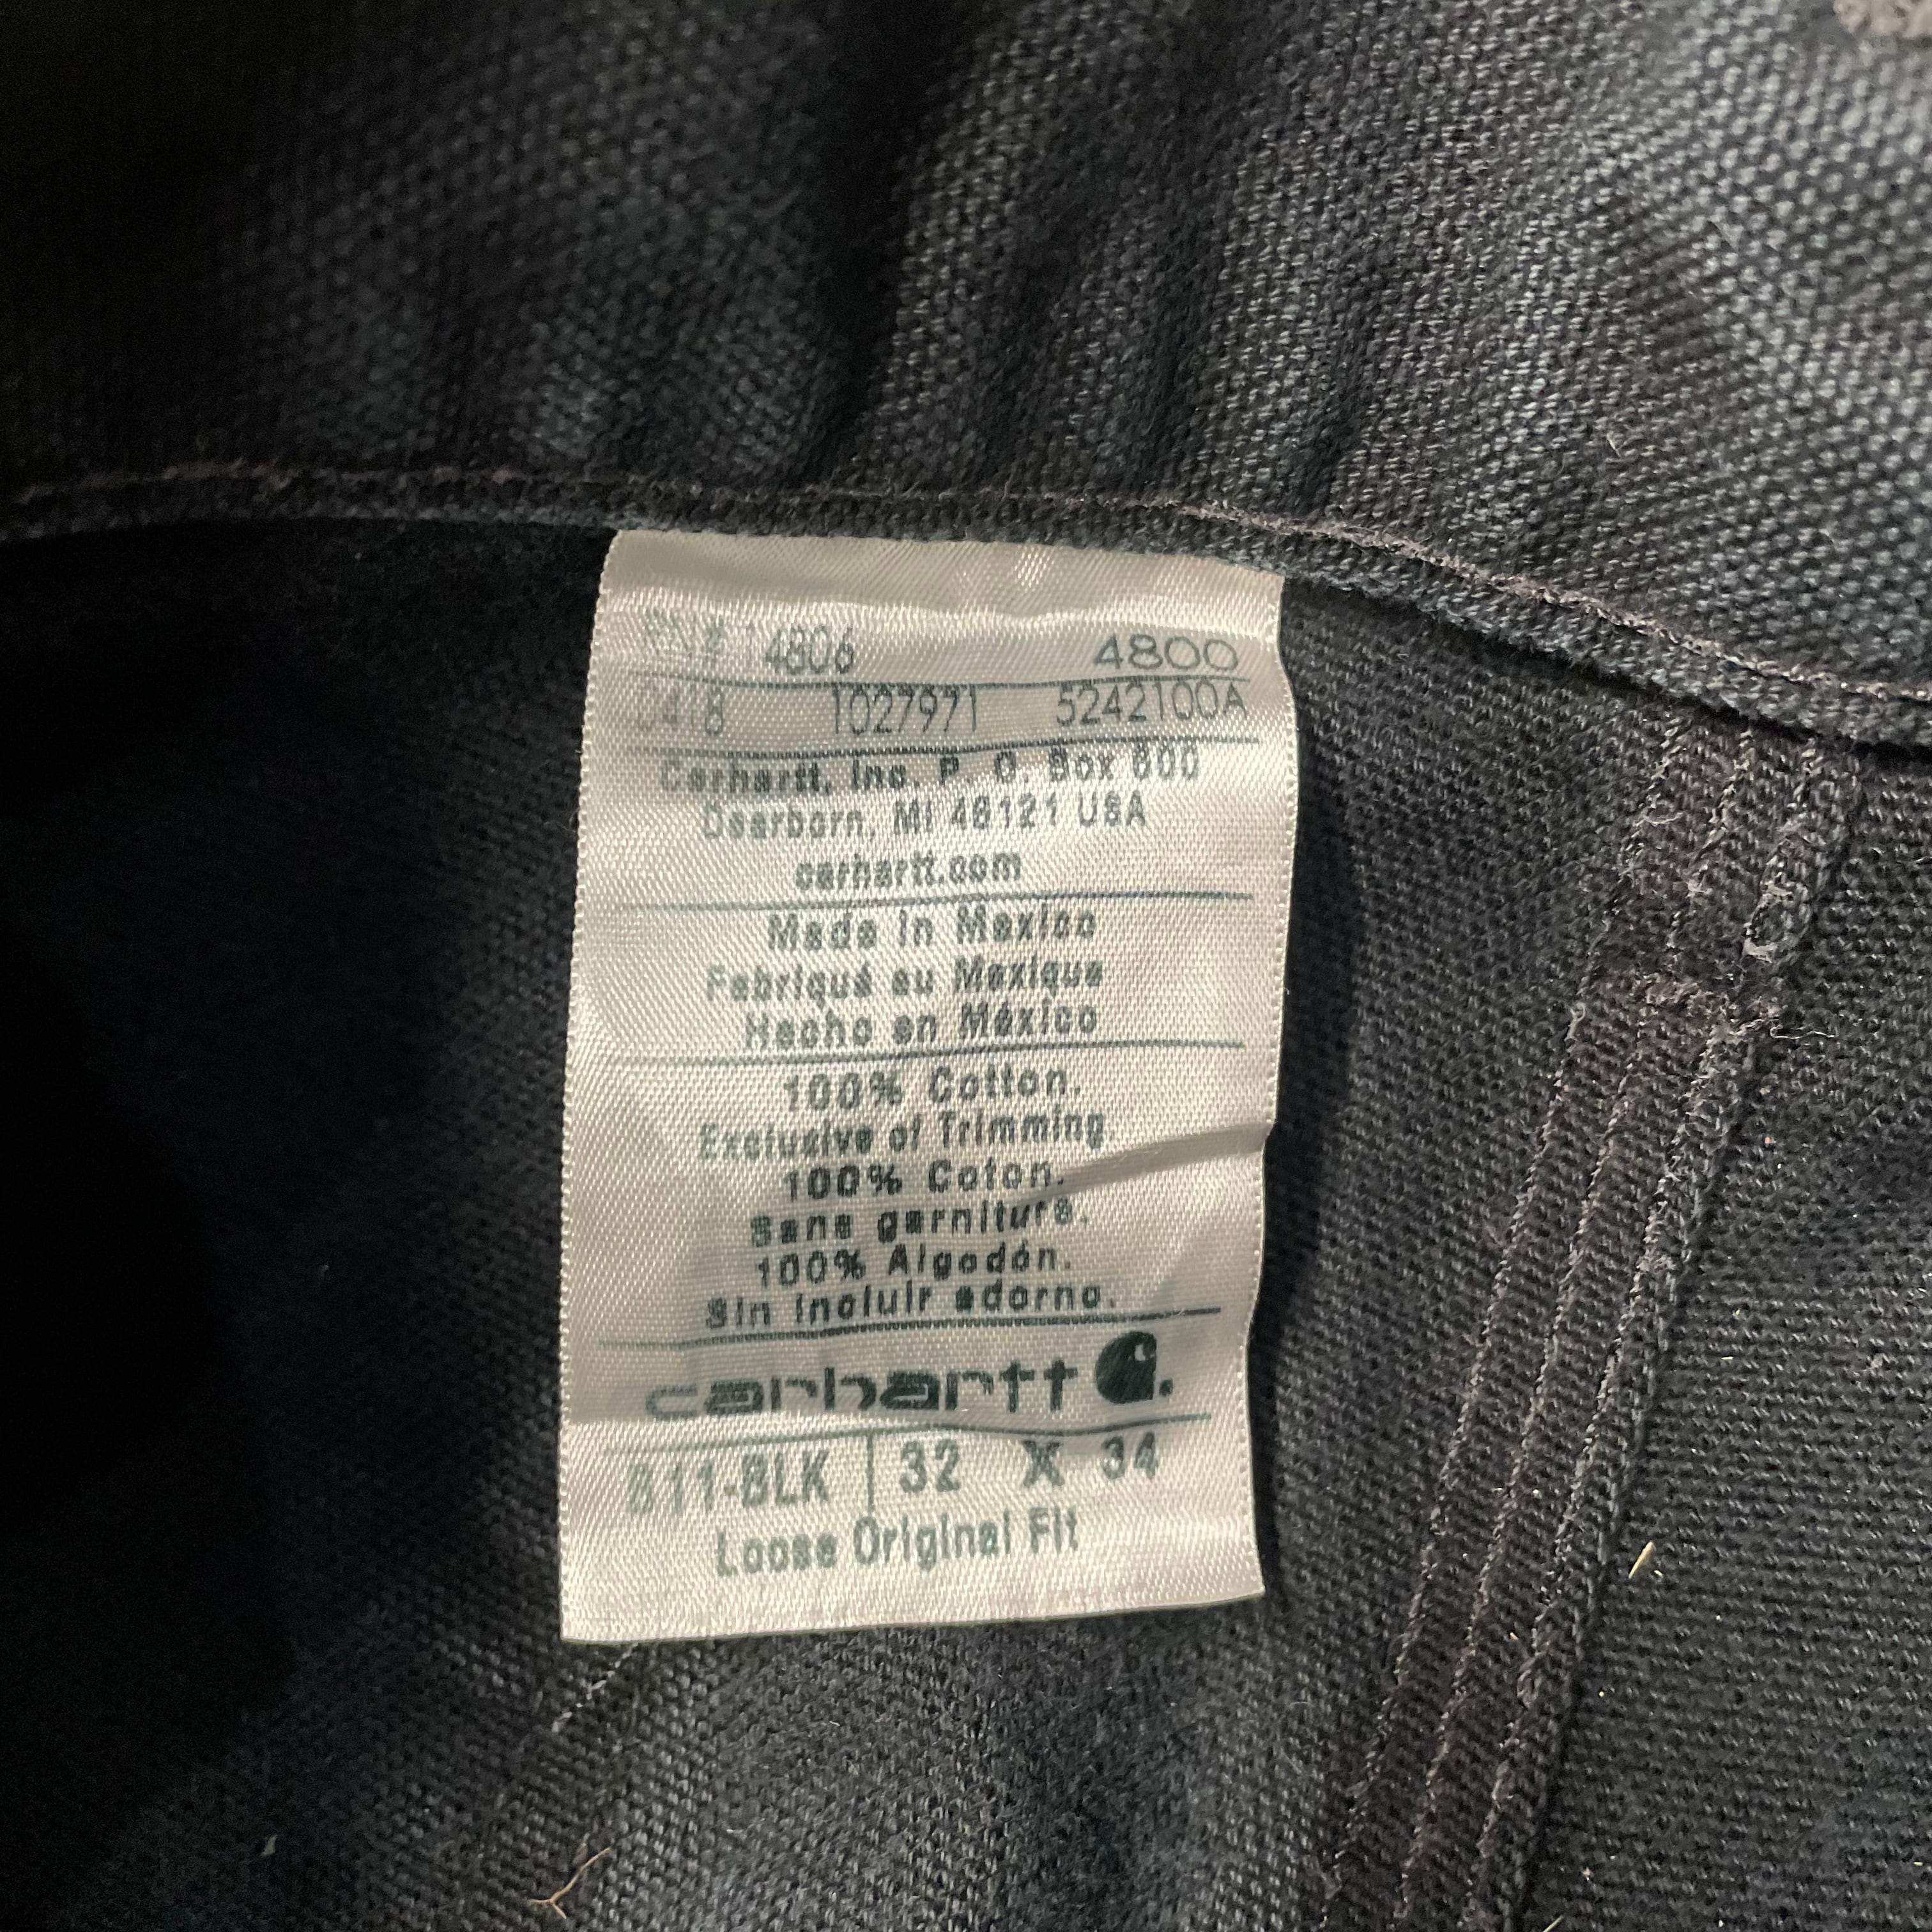 RN# 14806 4800
0418 1027971 5242100A
Carhartt, Inc. P. O. Box 600
Dearborn, MI 48121 USA
carhartt.com
Made in Mexico
Fabriqué au Mexique
Hecho en México
100% Cotton.
Exclusive of Trimming
100% Coton.
Sans garniture.
100% Algodón.
Sin incluir adorno.
carhartt
B11-BLK | 32 X 34
Loose Original Fit